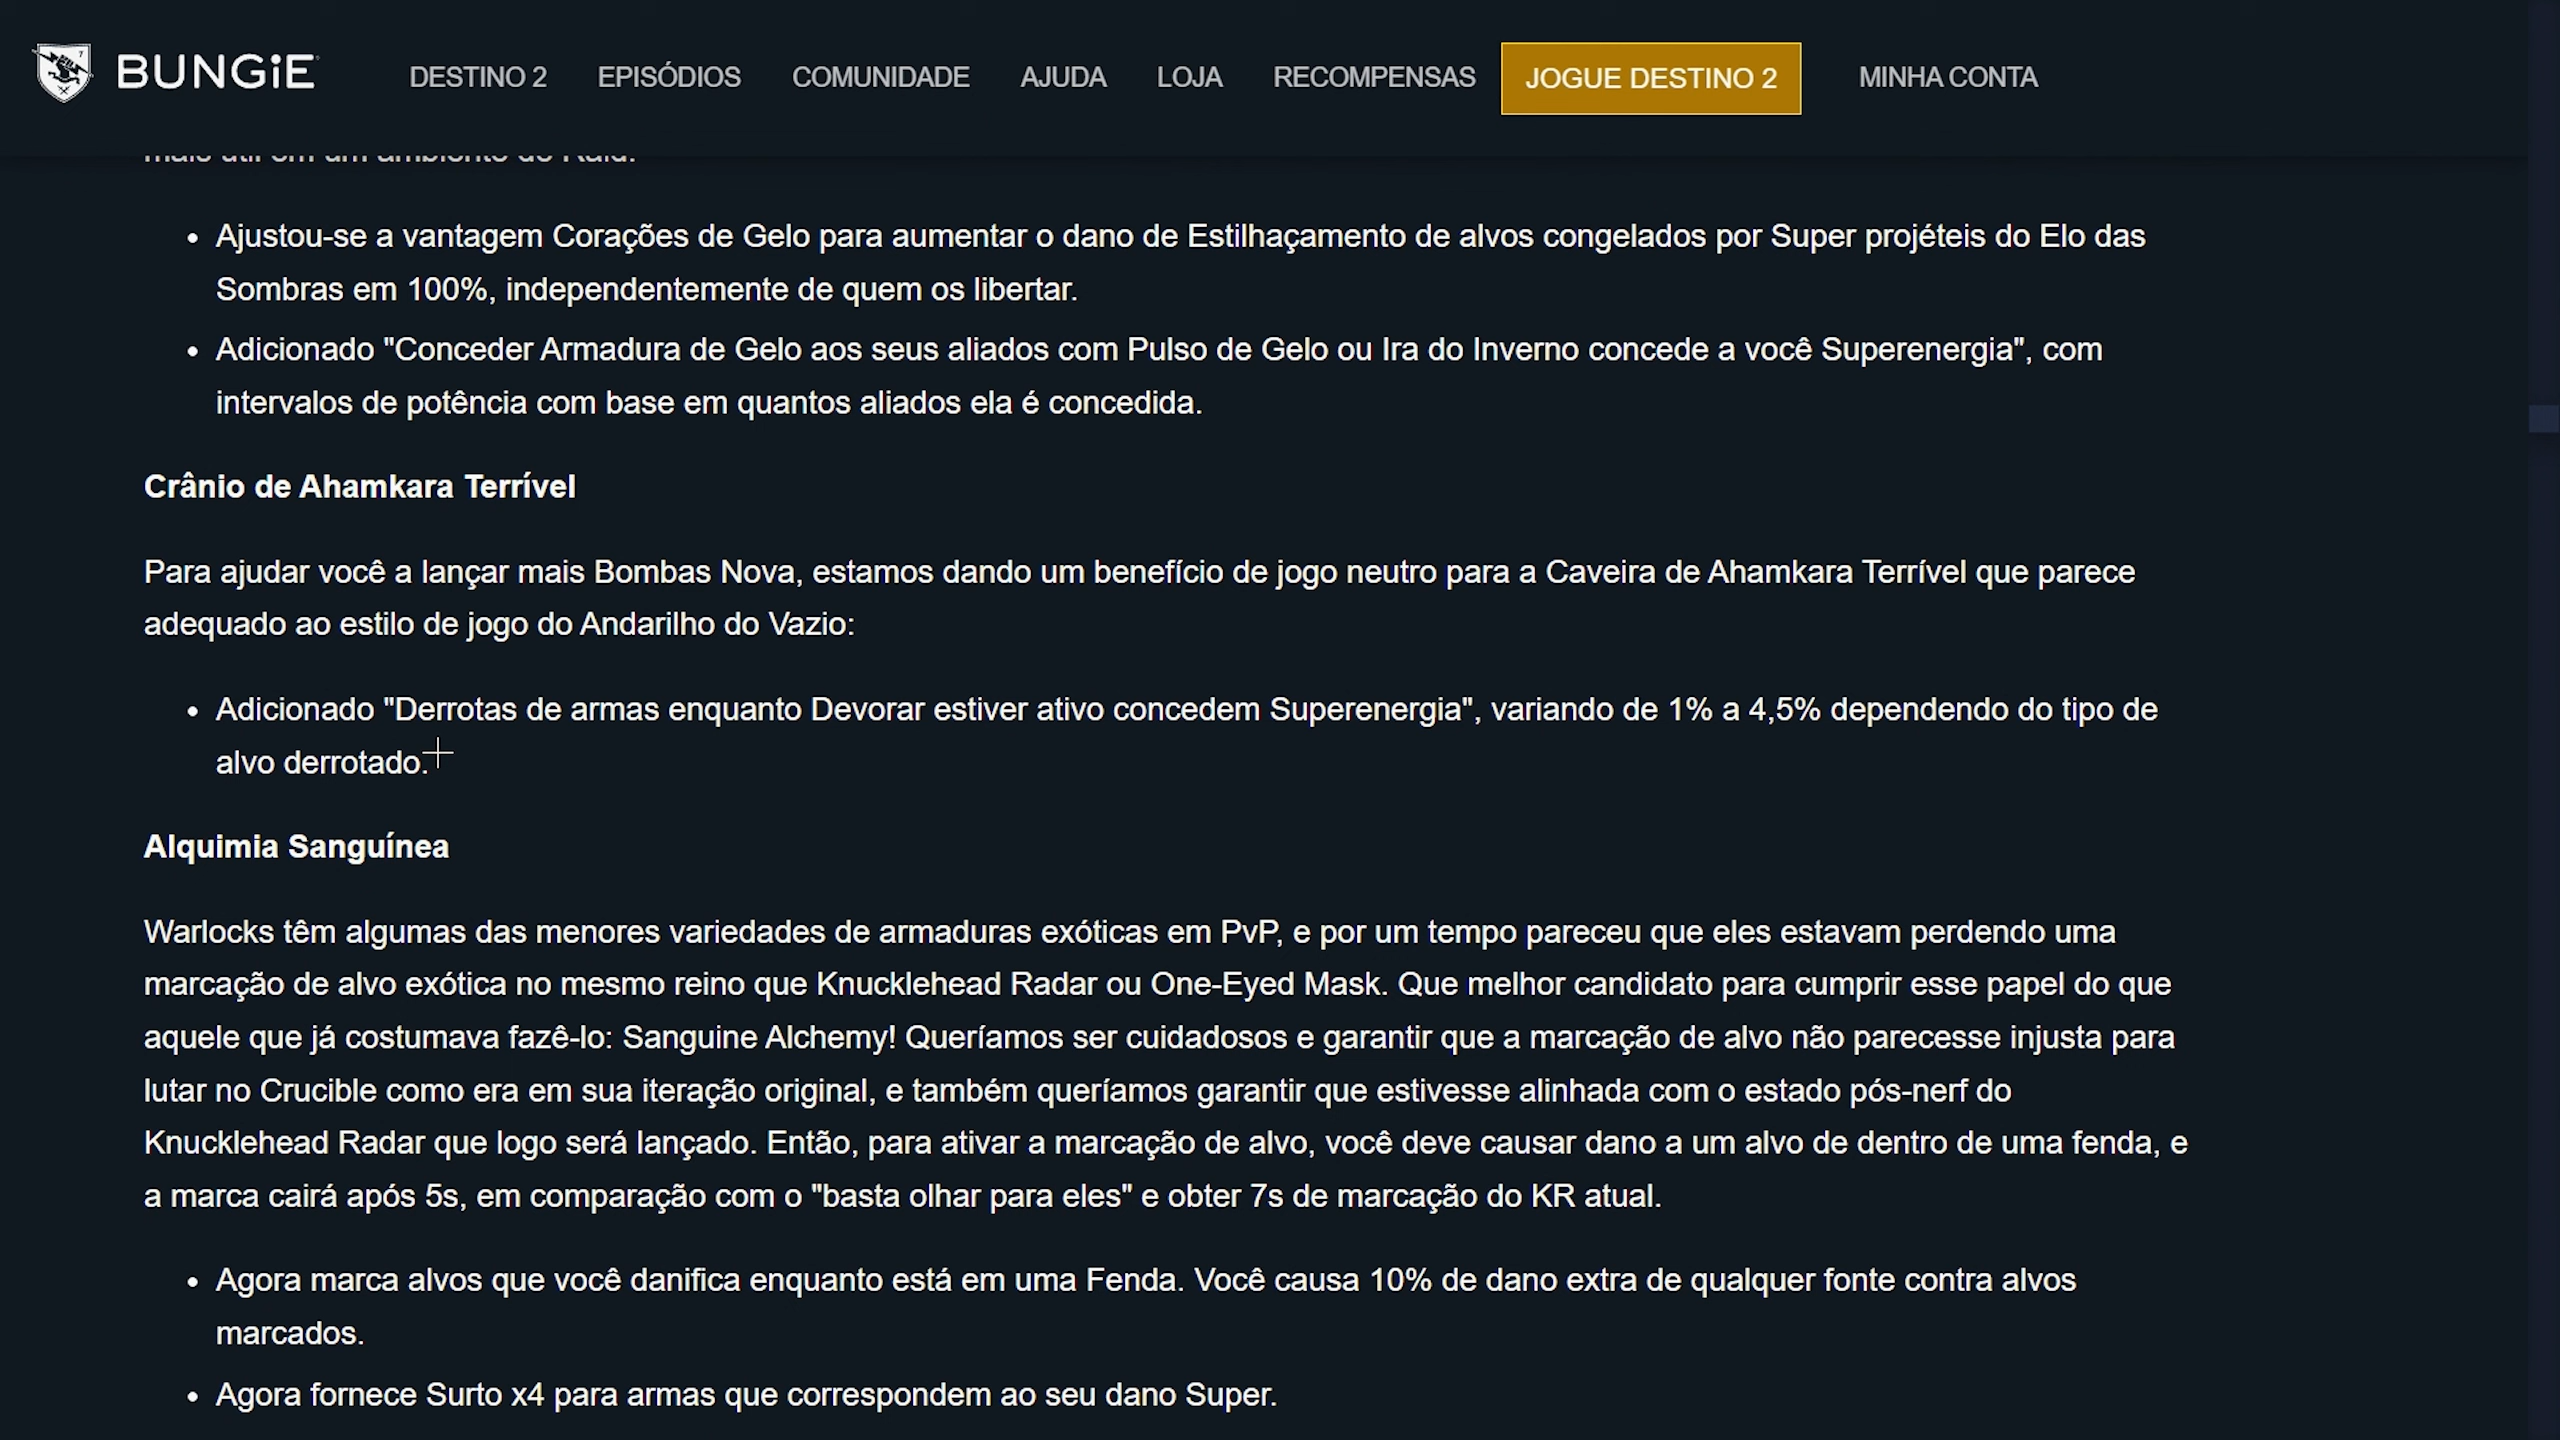 BUNGiE
DESTINO 2 EPISÓDIOS COMUNIDADE AJUDA LOJA RECOMPENSAS JOGUE DESTINO 2 MINHA CONTA
mais útil em um ambiente de Raid.
Ajustou-se a vantagem Corações de Gelo para aumentar o dano de Estilhaçamento de alvos congelados por Super projéteis do Elo das
Sombras em 100%, independentemente de quem os libertar.
Adicionado "Conceder Armadura de Gelo aos seus aliados com Pulso de Gelo ou Ira do Inverno concede a você Superenergia", com
intervalos de potência com base em quantos aliados ela é concedida.
Crânio de Ahamkara Terrível
Para ajudar você a lançar mais Bombas Nova, estamos dando um benefício de jogo neutro para a Caveira de Ahamkara Terrível que parece
adequado ao estilo de jogo do Andarilho do Vazio:
Adicionado "Derrotas de armas enquanto Devorar estiver ativo concedem Superenergia", variando de 1% a 4,5% dependendo do tipo de
alvo derrotado.
Alquimia Sanguínea
Warlocks têm algumas das menores variedades de armaduras exóticas em PvP, e por um tempo pareceu que eles estavam perdendo uma
marcação de alvo exótica no mesmo reino que Knucklehead Radar ou One-Eyed Mask. Que melhor candidato para cumprir esse papel do que
aquele que já costumava fazê-lo: Sanguine Alchemy! Queríamos ser cuidadosos e garantir que a marcação de alvo não parecesse injusta para
lutar no Crucible como era em sua iteração original, e também queríamos garantir que estivesse alinhada com o estado pós-nerf do
Knucklehead Radar que logo será lançado. Então, para ativar a marcação de alvo, você deve causar dano a um alvo de dentro de uma fenda, e
a marca cairá após 5s, em comparação com o "basta olhar para eles" e obter 7s de marcação do KR atual.
Agora marca alvos que você danifica enquanto está em uma Fenda. Você causa 10% de dano extra de qualquer fonte contra alvos
marcados.
Agora fornece Surto x4 para armas que correspondem ao seu dano Super.